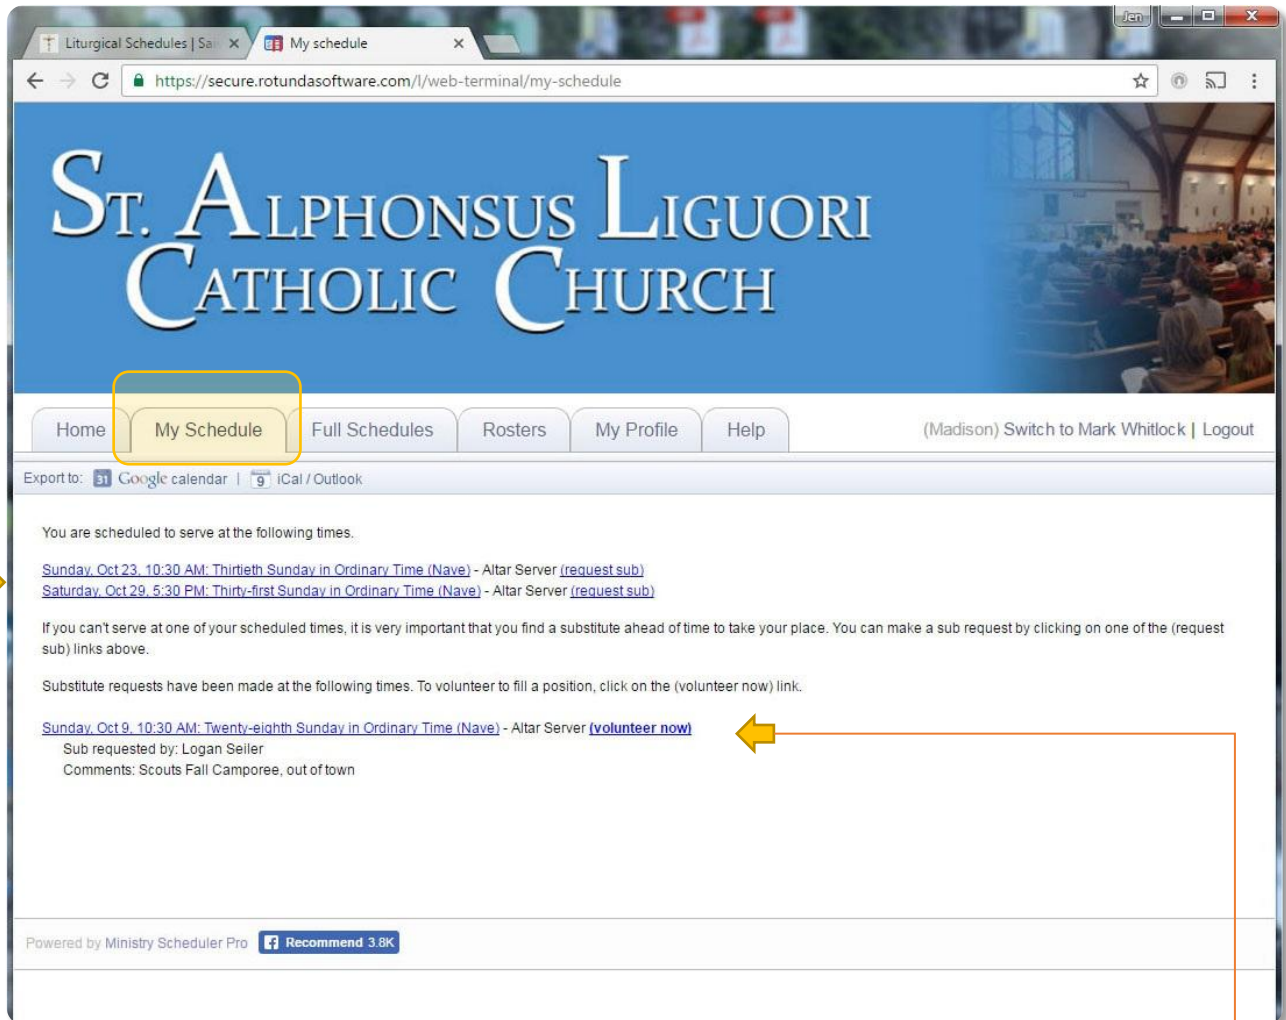 Jen
Liturgical Schedules | Sai
My schedule
https://secure.rotundasoftware.com/l/web-terminal/my-schedule
ST. ALPHONSUS LIGUORI
CATHOLIC CHURCH
Home
My Schedule
Full Schedules
Rosters
My Profile
Help
(Madison) Switch to Mark Whitlock | Logout
Export to: 31 Google calendar | 9 iCal / Outlook
You are scheduled to serve at the following times.
Sunday, Oct 23, 10:30 AM: Thirtieth Sunday in Ordinary Time (Nave) - Altar Server (request sub)
Saturday, Oct 29, 5:30 PM: Thirty-first Sunday in Ordinary Time (Nave) - Altar Server (request sub)
If you can't serve at one of your scheduled times, it is very important that you find a substitute ahead of time to take your place. You can make a sub request by clicking on one of the (request
sub) links above.
Substitute requests have been made at the following times. To volunteer to fill a position, click on the (volunteer now) link.
Sunday, Oct 9, 10:30 AM: Twenty-eighth Sunday in Ordinary Time (Nave) - Altar Server (volunteer now)
Sub requested by: Logan Seiler
Comments: Scouts Fall Camporee, out of town
Powered by Ministry Scheduler Pro
Recommend 3.8K